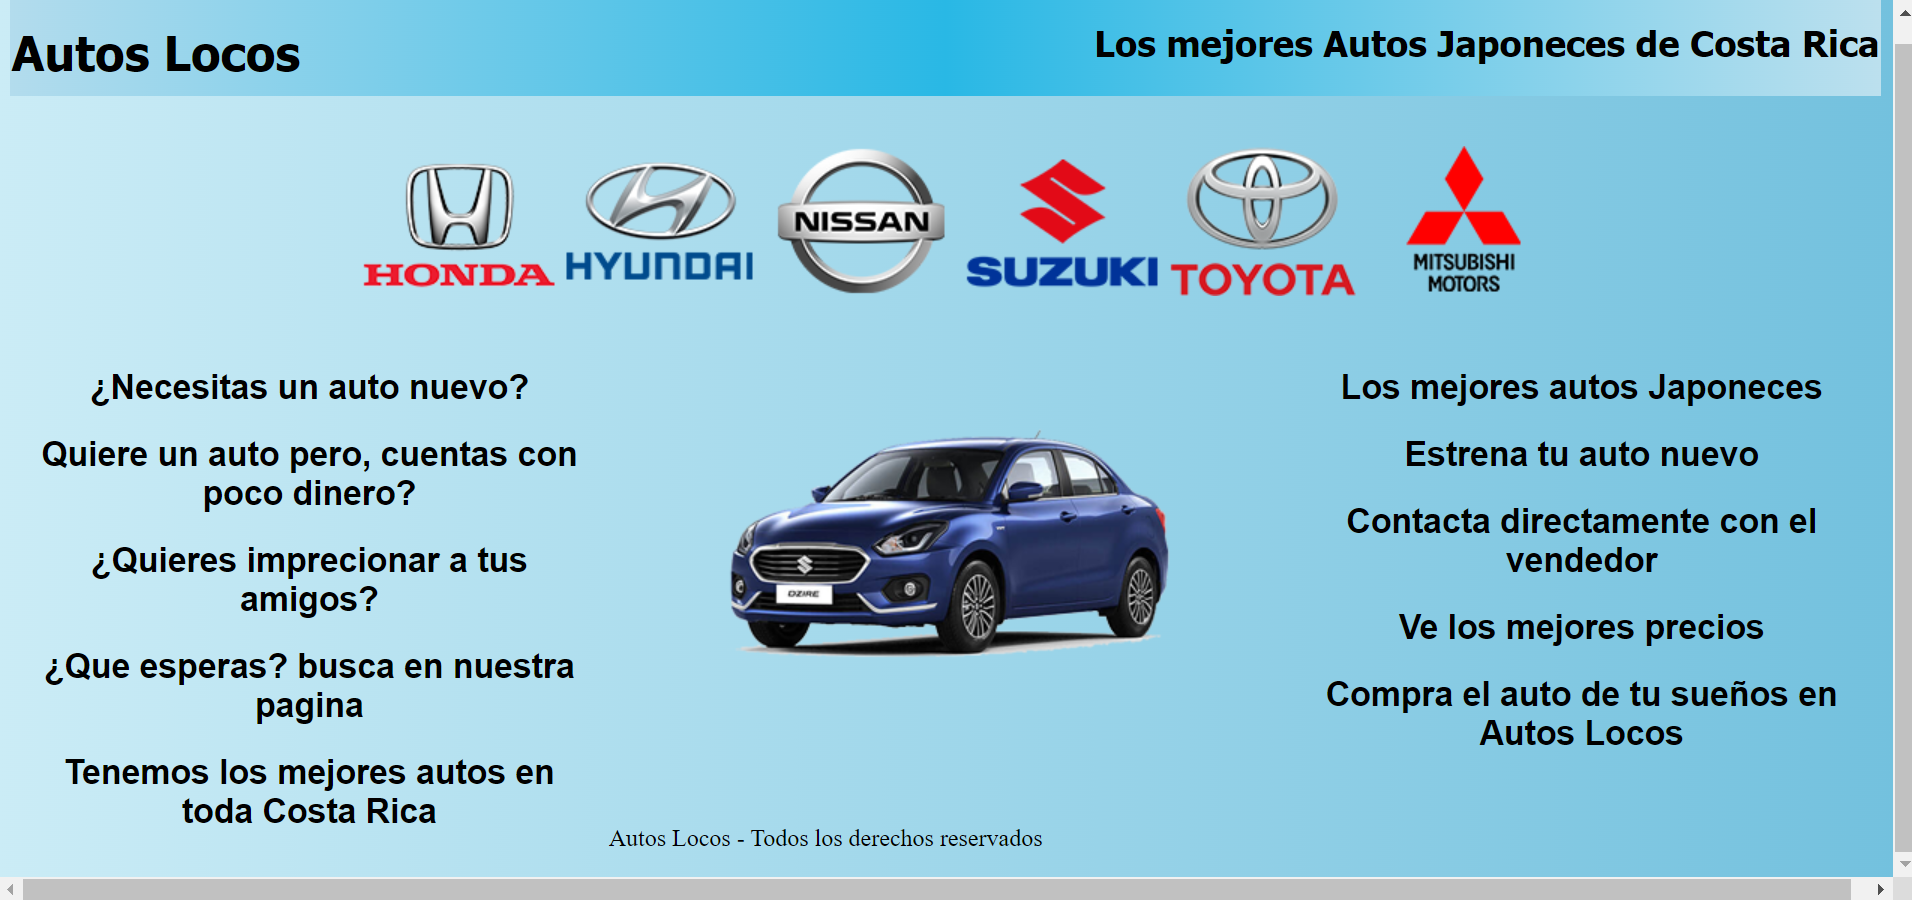 Autos Locos
Los mejores Autos Japoneces de Costa Rica
HONDA
HYUNDAI
NISSAN
SUZUKI
TOYOTA
MITSUBISHI
MOTORS
¿Necesitas un auto nuevo?
Quiere un auto pero, cuentas con
poco dinero?
¿Quieres imprecionar a tus
amigos?
¿Que esperas? busca en nuestra
pagina
Tenemos los mejores autos en
toda Costa Rica
DZIRE
Los mejores autos Japoneces
Estrena tu auto nuevo
Contacta directamente con el
vendedor
Ve los mejores precios
Compra el auto de tu sueños en
Autos Locos
Autos Locos - Todos los derechos reservados